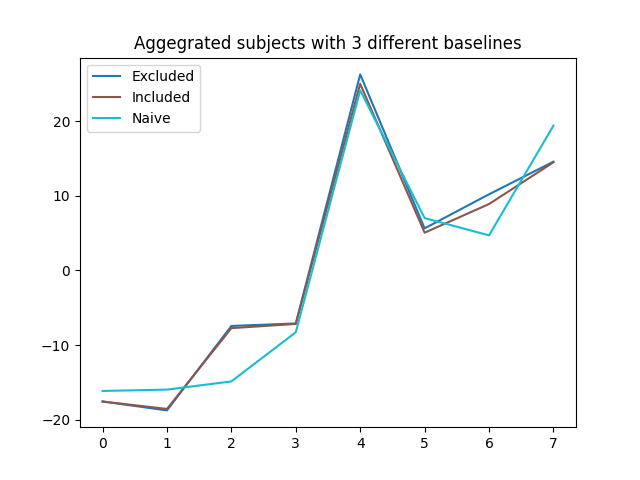 Aggegrated subjects with 3 different baselines
Excluded
Included
Naive
20
10
0
−10
−20
0 1 2 3 4 5 6 7